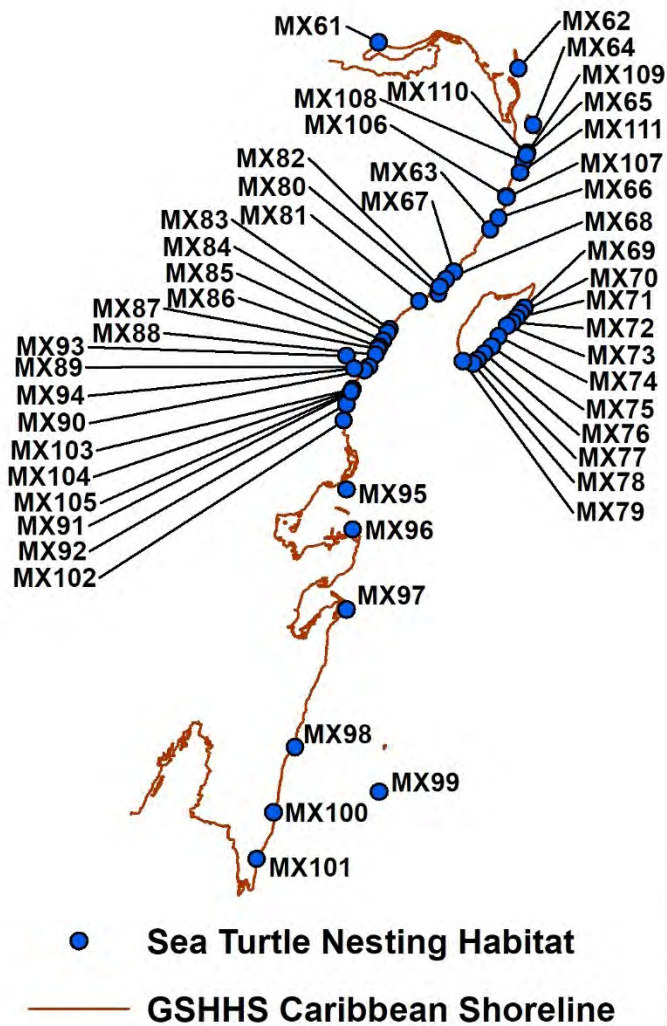 MX61
MX62
MX64
MX109
MX65
MX111
MX110
MX108
MX106
MX107
MX66
MX63
MX67
MX68
MX82
MX80
MX81
MX83
MX84
MX85
MX86
MX87
MX88
MX93
MX89
MX94
MX90
MX103
MX104
MX105
MX91
MX92
MX102
MX69
MX70
MX71
MX72
MX73
MX74
MX75
MX76
MX77
MX78
MX79
MX95
MX96
MX97
MX98
MX99
MX100
MX101
Sea Turtle Nesting Habitat
GSHHS Caribbean Shoreline